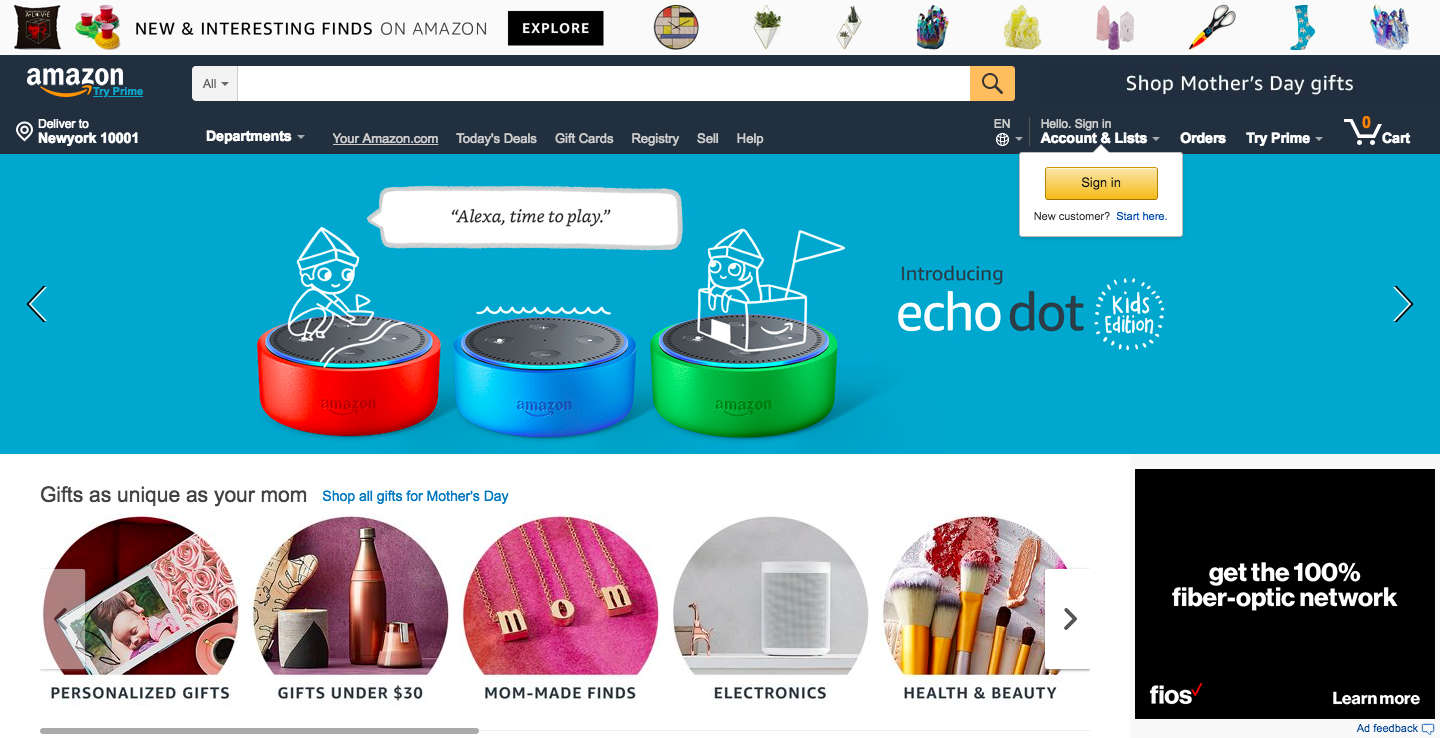 NEW & INTERESTING FINDS ON AMAZON
EXPLORE
amazon
Try Prime
All
Shop Mother's Day gifts
Deliver to
Newyork 10001
Departments
Your Amazon.com
Today's Deals
Gift Cards
Registry
Sell
Help
EN
Hello. Sign in
Account & Lists
Orders
Try Prime
0
Cart
Sign in
New customer? Start here.
“Alexa, time to play.”
Introducing
echo dot
Kids
Edition
amazon
amazon
amazon
Gifts as unique as your mom
Shop all gifts for Mother's Day
m o m
PERSONALIZED GIFTS
GIFTS UNDER $30
MOM-MADE FINDS
ELECTRONICS
HEALTH & BEAUTY
get the 100%
fiber-optic network
fios
Learn more
Ad feedback